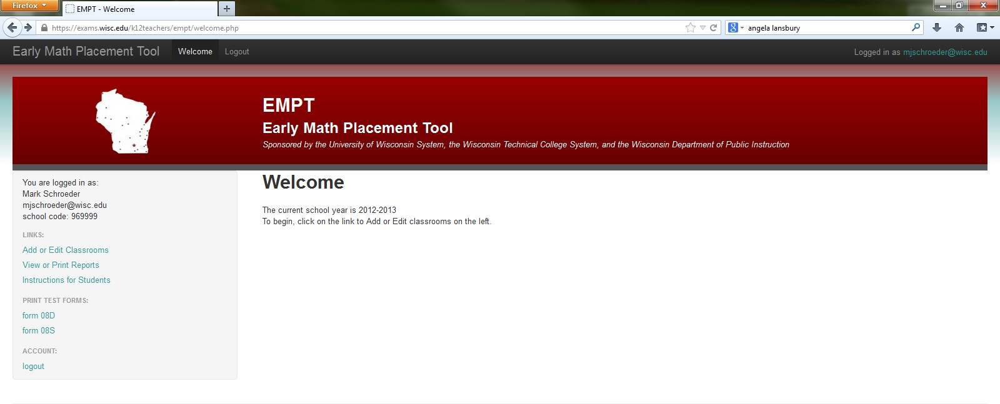 Firefox
EMPT - Welcome
https://exams.wisc.edu/k12teachers/empt/welcome.php
8
angela lansbury
Early Math Placement Tool
Welcome
Logout
Logged in as mjschroeder@wisc.edu
EMPT
Early Math Placement Tool
Sponsored by the University of Wisconsin System, the Wisconsin Technical College System, and the Wisconsin Department of Public Instruction
You are logged in as:
Mark Schroeder
mjschroeder@wisc.edu
school code: 969999
LINKS:
Add or Edit Classrooms
View or Print Reports
Instructions for Students
PRINT TEST FORMS:
form 08D
form 08S
ACCOUNT:
logout
Welcome
The current school year is 2012-2013
To begin, click on the link to Add or Edit classrooms on the left.